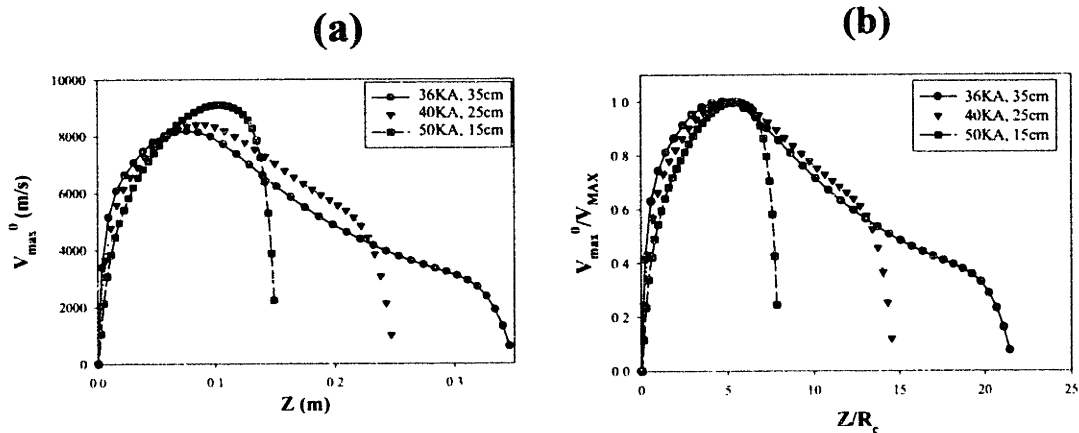 (a)
10000
8000
6000
4000
2000
0
V_max^0 (m/s)
0.0
0.1
0.2
0.3
Z (m)
36KA, 35cm
40KA, 25cm
50KA, 15cm
(b)
1.0
0.8
0.6
0.4
0.2
0.0
V_max^0/V_MAX
0
5
10
15
20
25
Z/R_c
36KA, 35cm
40KA, 25cm
50KA, 15cm